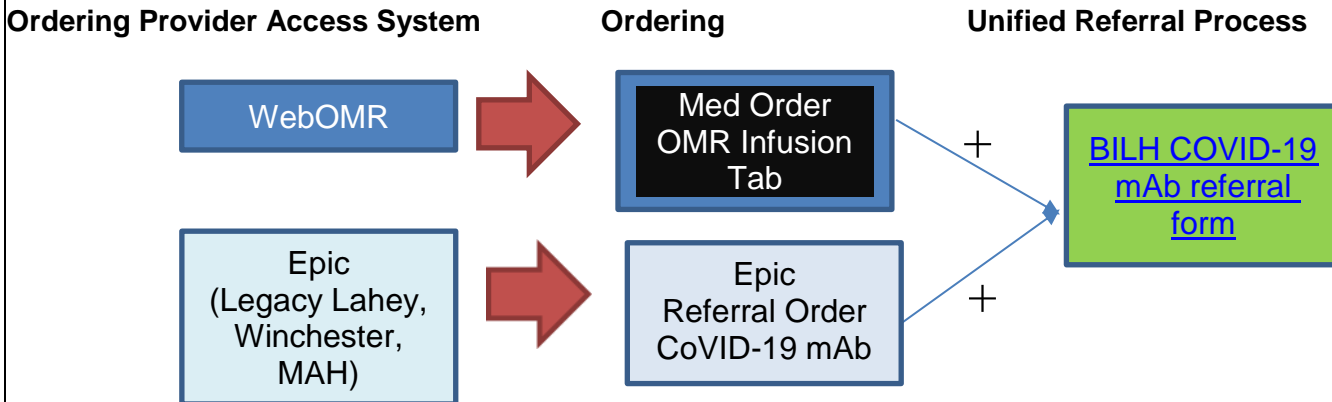 Ordering Provider Access System
Ordering
Unified Referral Process
WebOMR
Med Order
OMR Infusion
Tab
+
BILH COVID-19
mAb referral
form
Epic
(Legacy Lahey,
Winchester,
MAH)
Epic
Referral Order
CoVID-19 mAb
+